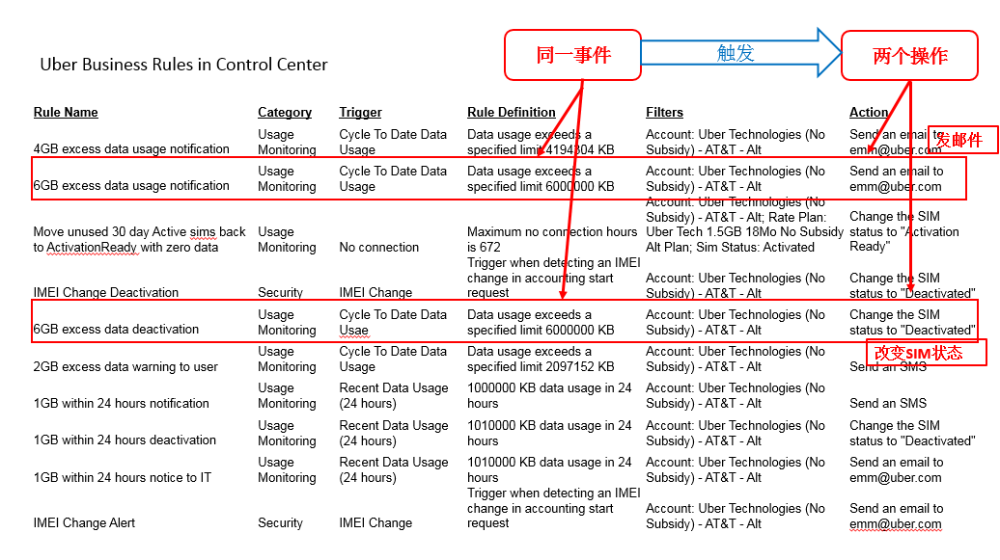 同一事件
触发
两个操作
Uber Business Rules in Control Center
Rule Name Category Trigger Rule Definition Filters Action
Usage Cycle To Date Data Data usage exceeds a Account: Uber Technologies (No Send an email to
4GB excess data usage notification Monitoring Usage specified limit 4194304 KB Subsidy) - AT&T - Alt emm@uber.com
发邮件
Usage Cycle To Date Data Data usage exceeds a Account: Uber Technologies (No Send an email to
6GB excess data usage notification Monitoring Usage specified limit 6000000 KB Subsidy) - AT&T - Alt emm@uber.com
Account: Uber Technologies (No
Subsidy) - AT&T - Alt; Rate Plan: Change the SIM
Move unused 30 day Active sims back Usage Maximum no connection hours Uber Tech 1.5GB 18Mo No Subsidy status to "Activation
to ActivationReady with zero data Monitoring No connection is 672 Alt Plan; Sim Status: Activated Ready"
Trigger when detecting an IMEI
change in accounting start Account: Uber Technologies (No Change the SIM
IMEI Change Deactivation Security IMEI Change request Subsidy) - AT&T - Alt status to "Deactivated"
Usage Cycle To Date Data Data usage exceeds a Account: Uber Technologies (No Change the SIM
6GB excess data deactivation Monitoring Usae specified limit 6000000 KB Subsidy) - AT&T - Alt status to "Deactivated"
改变SIM状态
Usage Cycle To Date Data Data usage exceeds a Account: Uber Technologies (No
2GB excess data warning to user Monitoring Usage specified limit 2097152 KB Subsidy) - AT&T - Alt Send an SMS
Usage Recent Data Usage 1000000 KB data usage in 24 Account: Uber Technologies (No
1GB within 24 hours notification Monitoring (24 hours) hours Subsidy) - AT&T - Alt Send an SMS
Usage Recent Data Usage 1010000 KB data usage in 24 Account: Uber Technologies (No Change the SIM
1GB within 24 hours deactivation Monitoring (24 hours) hours Subsidy) - AT&T - Alt status to "Deactivated"
Usage Recent Data Usage 1010000 KB data usage in 24 Account: Uber Technologies (No Send an email to
1GB within 24 hours notice to IT Monitoring (24 hours) hours Subsidy) - AT&T - Alt emm@uber.com
Trigger when detecting an IMEI
change in accounting start Account: Uber Technologies (No Send an email to
IMEI Change Alert Security IMEI Change request Subsidy) - AT&T - Alt emm@uber.com